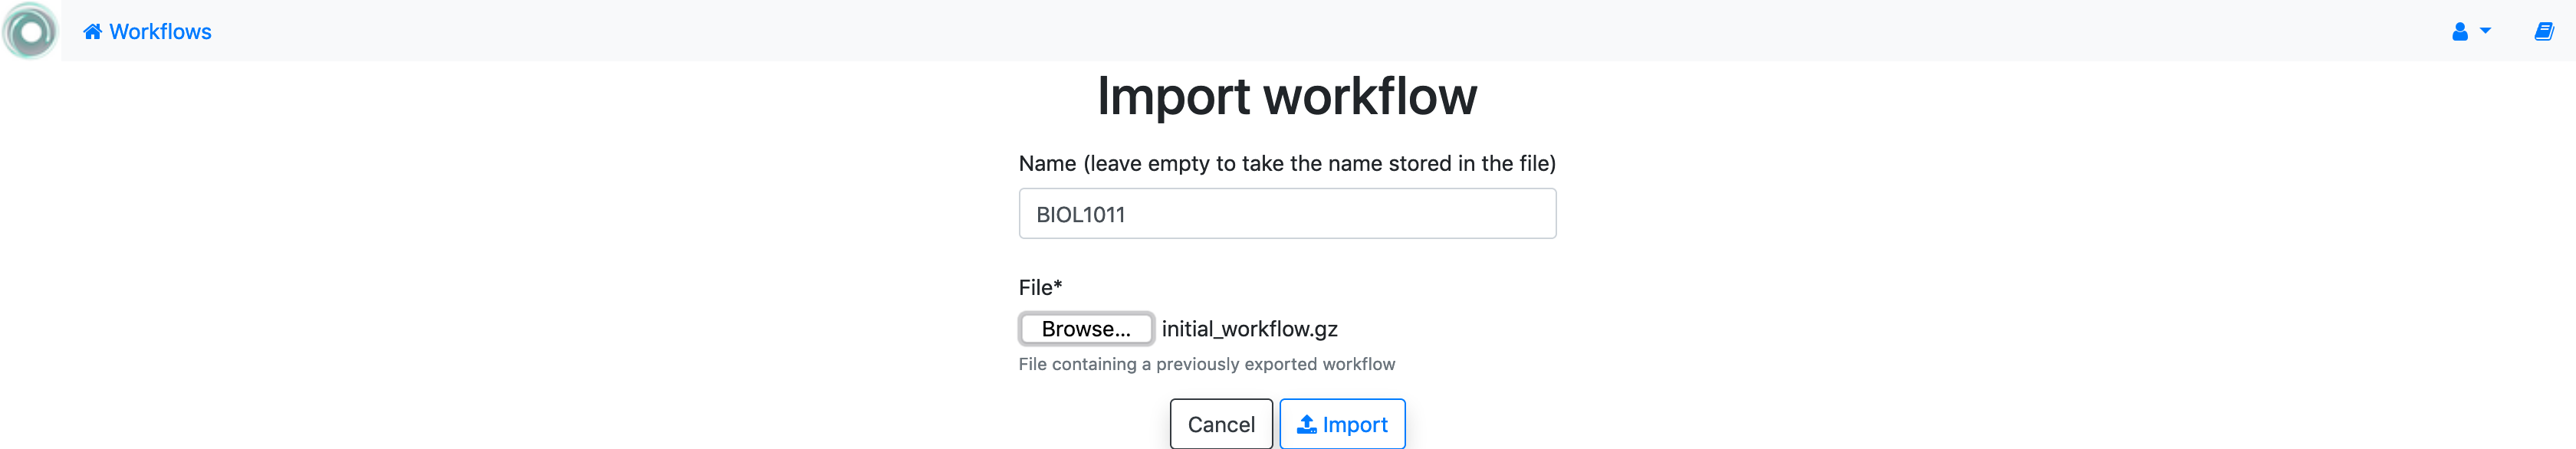 Workflows
Import workflow
Name (leave empty to take the name stored in the file)
BIOL1011
File*
Browse... initial_workflow.gz
File containing a previously exported workflow
Cancel Import